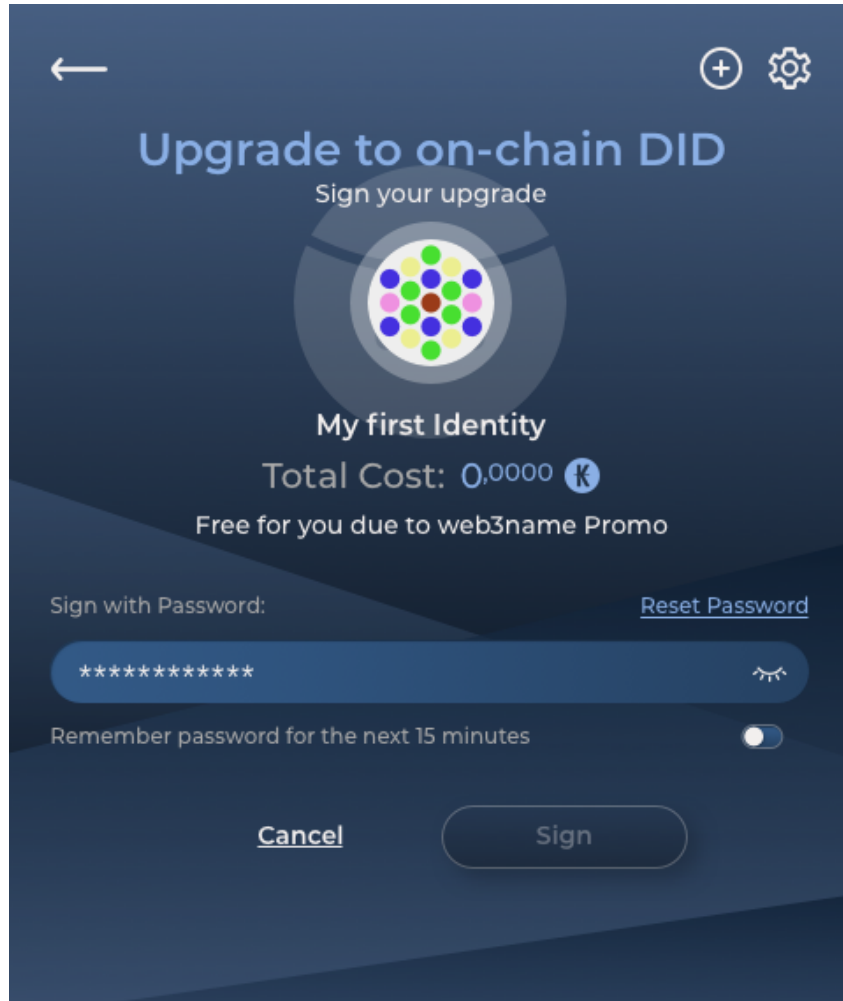 Upgrade to on-chain DID
Sign your upgrade
My first Identity
Total Cost: 0,0000 K
Free for you due to web3name Promo
Sign with Password: Reset Password
************
Remember password for the next 15 minutes
Cancel Sign